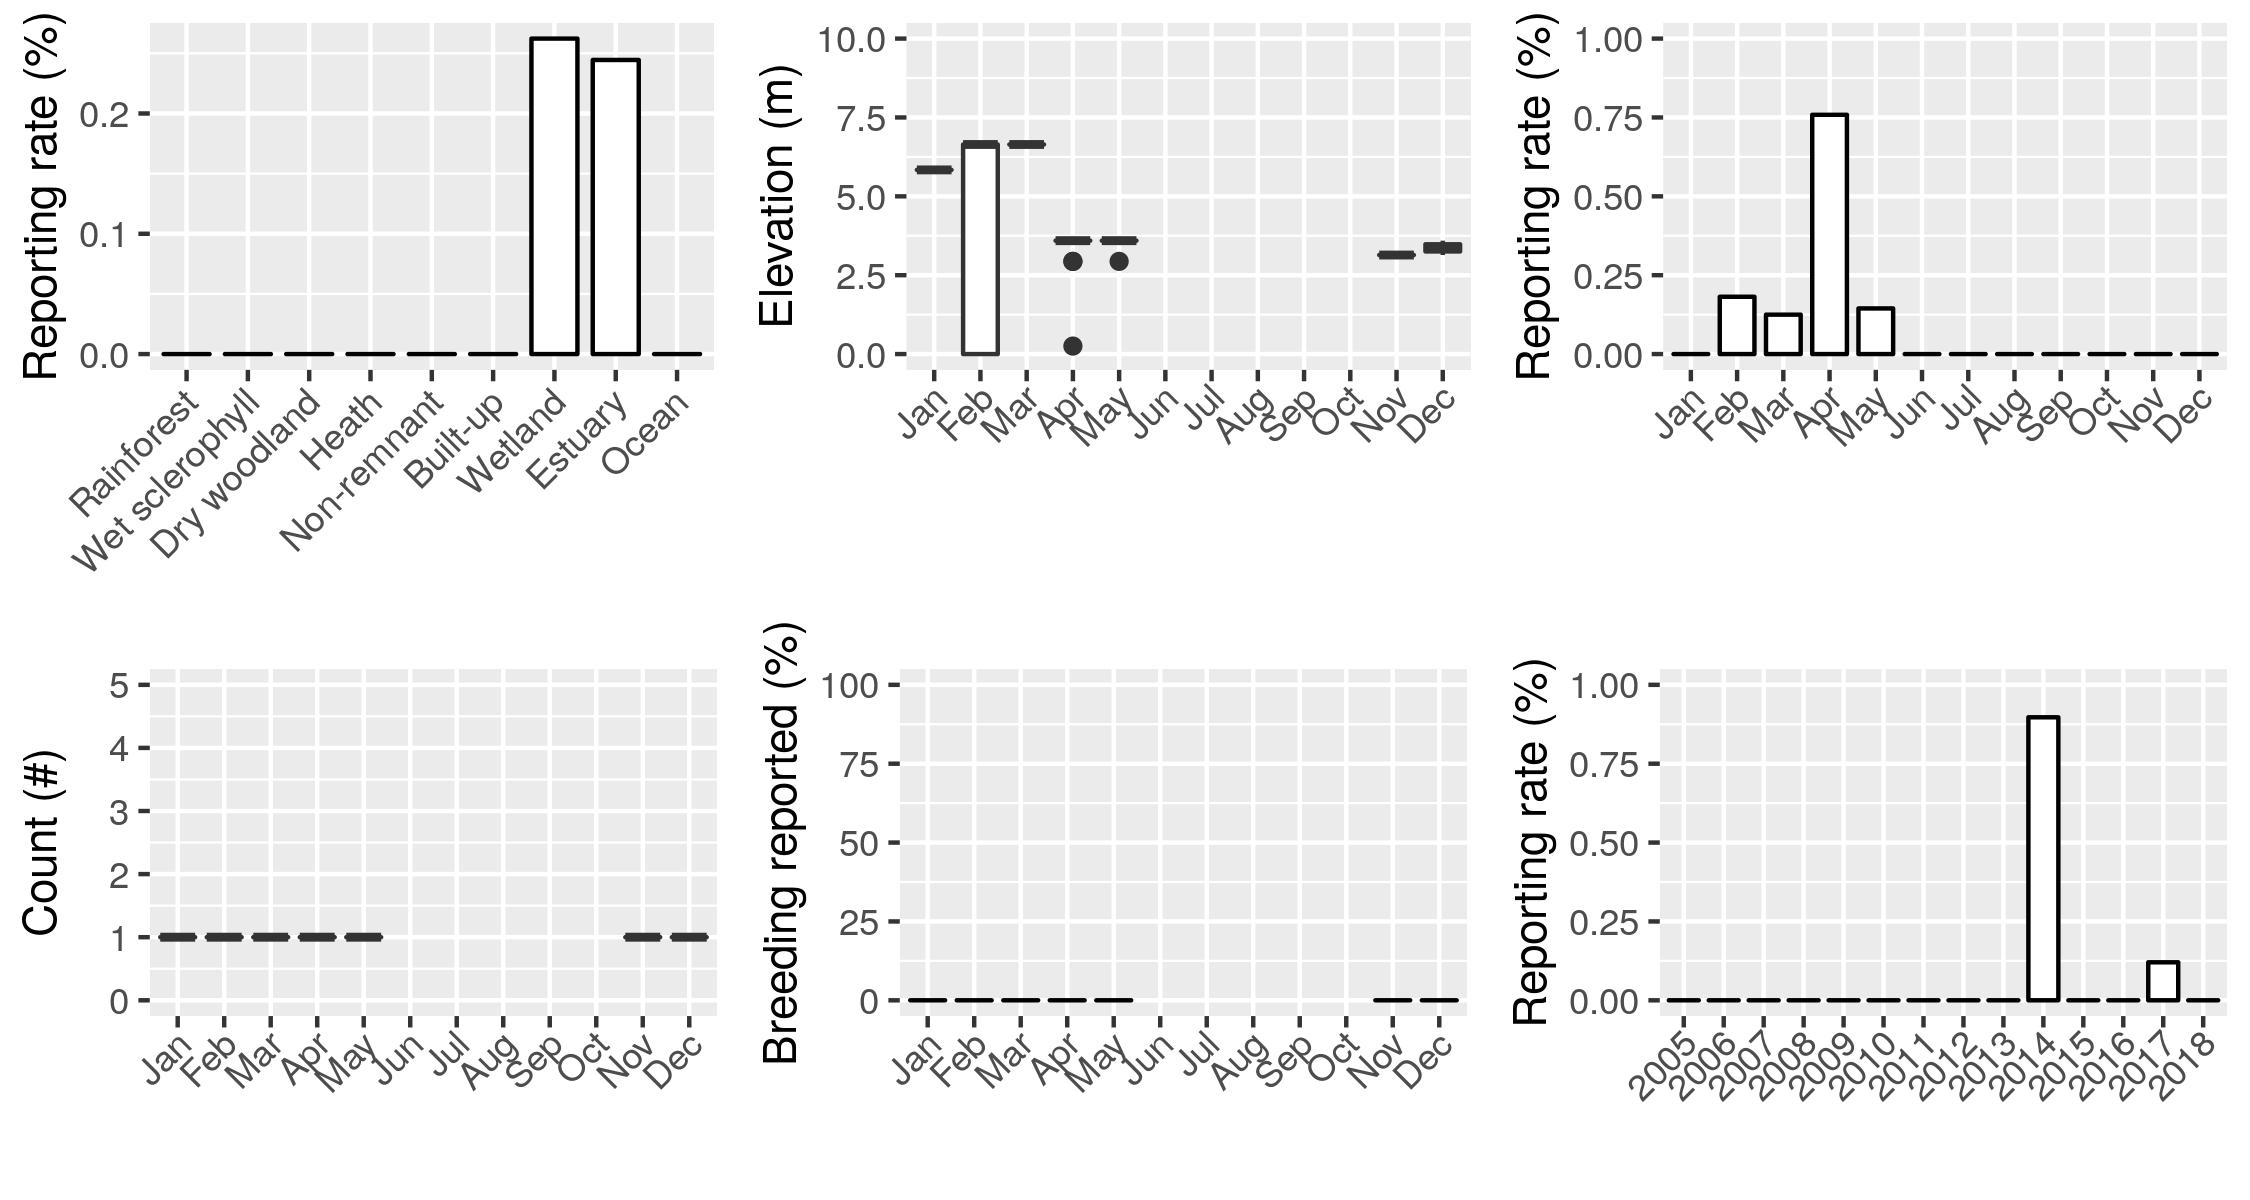 Reporting rate (%)
0.2
0.1
0.0
Rainforest
Wet sclerophyll
Dry woodland
Heath
Non-remnant
Built-up
Wetland
Estuary
Ocean
Elevation (m)
10.0
7.5
5.0
2.5
0.0
Jan Feb Mar Apr May Jun Jul Aug Sep Oct Nov Dec
Reporting rate (%)
1.00
0.75
0.50
0.25
0.00
Jan Feb Mar Apr May Jun Jul Aug Sep Oct Nov Dec
Count (#)
5
4
3
2
1
0
Jan Feb Mar Apr May Jun Jul Aug Sep Oct Nov Dec
Breeding reported (%)
100
75
50
25
0
Jan Feb Mar Apr May Jun Jul Aug Sep Oct Nov Dec
Reporting rate (%)
1.00
0.75
0.50
0.25
0.00
2005 2006 2007 2008 2009 2010 2011 2012 2013 2014 2015 2016 2017 2018